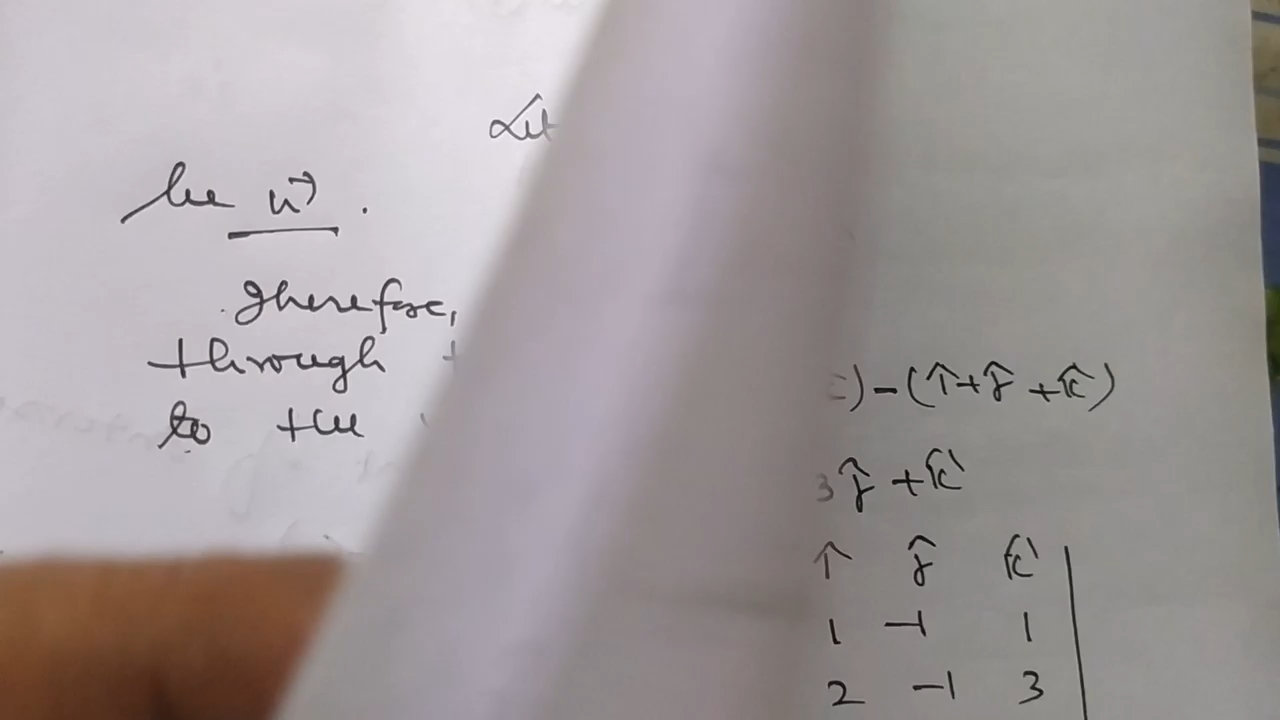 Let
be n⃗.
Therefore,
through
to the
) - (î + ĵ + k̂)
3ĵ + k̂
î ĵ k̂
1 -1 1
2 -1 3